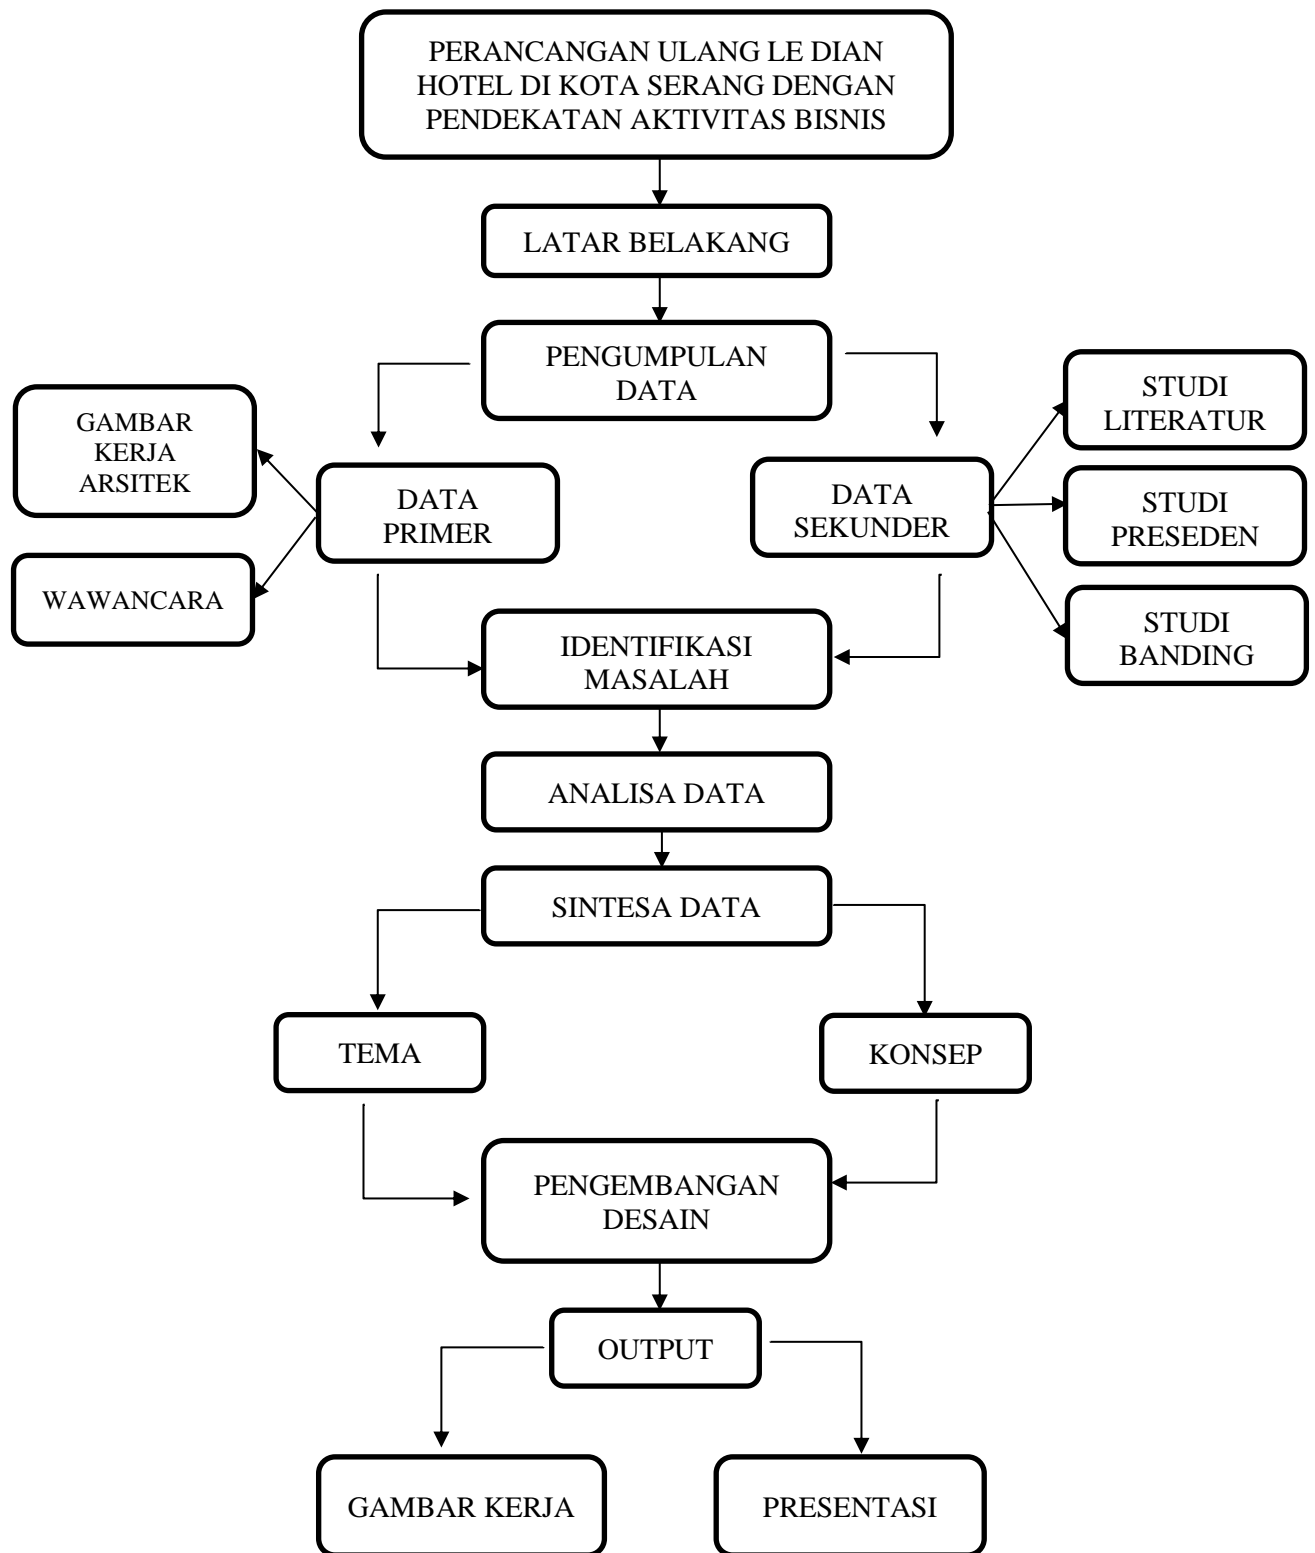 PERANCANGAN ULANG LE DIAN
HOTEL DI KOTA SERANG DENGAN
PENDEKATAN AKTIVITAS BISNIS
LATAR BELAKANG
PENGUMPULAN
DATA
GAMBAR
KERJA
ARSITEK
WAWANCARA
DATA
PRIMER
DATA
SEKUNDER
STUDI
LITERATUR
STUDI
PRESEDEN
STUDI
BANDING
IDENTIFIKASI
MASALAH
ANALISA DATA
SINTESA DATA
TEMA
KONSEP
PENGEMBANGAN
DESAIN
OUTPUT
GAMBAR KERJA
PRESENTASI